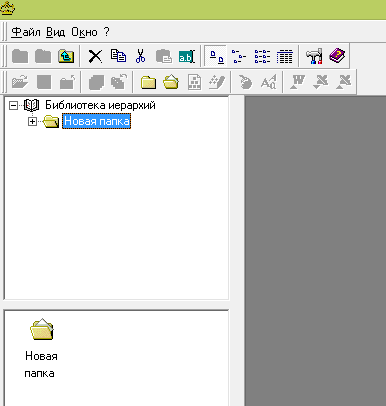 Файл Вид Окно ?
Библиотека иерархий
Новая папка
Новая
папка